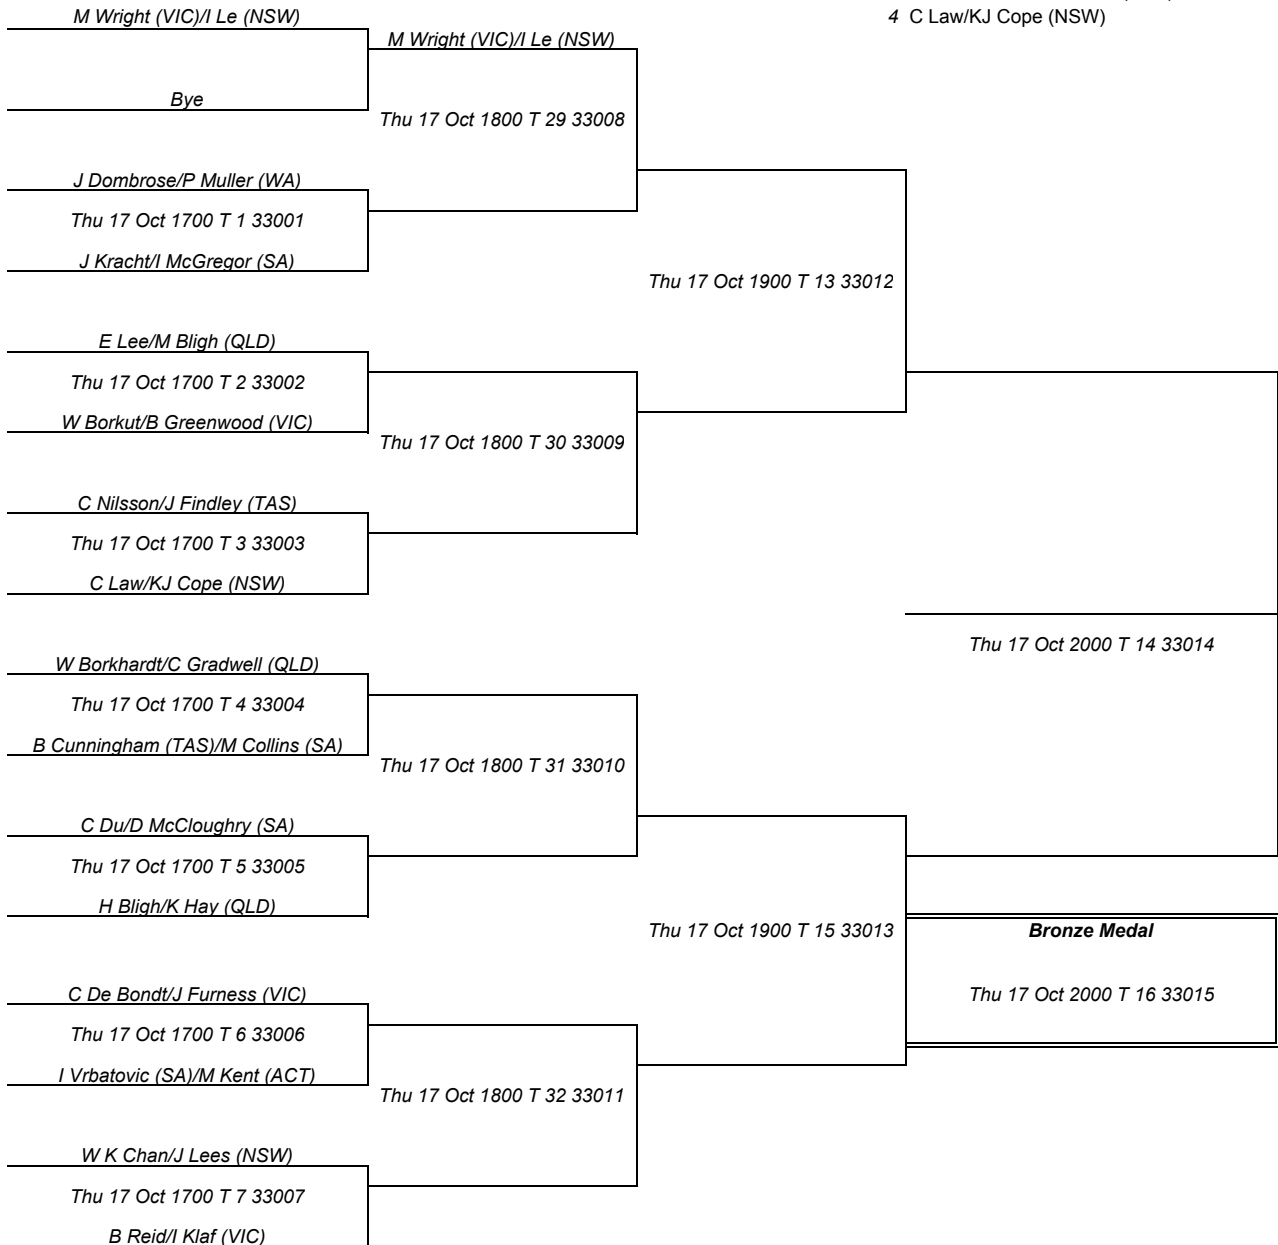 4 C Law/KJ Cope (NSW)
M Wright (VIC)/I Le (NSW)
M Wright (VIC)/I Le (NSW)
Bye
Thu 17 Oct 1800 T 29 33008
J Dombrose/P Muller (WA)
Thu 17 Oct 1700 T 1 33001
J Kracht/I McGregor (SA)
Thu 17 Oct 1900 T 13 33012
E Lee/M Bligh (QLD)
Thu 17 Oct 1700 T 2 33002
W Borkut/B Greenwood (VIC)
Thu 17 Oct 1800 T 30 33009
C Nilsson/J Findley (TAS)
Thu 17 Oct 1700 T 3 33003
C Law/KJ Cope (NSW)
Thu 17 Oct 2000 T 14 33014
W Borkhardt/C Gradwell (QLD)
Thu 17 Oct 1700 T 4 33004
B Cunningham (TAS)/M Collins (SA)
Thu 17 Oct 1800 T 31 33010
C Du/D McCloughry (SA)
Thu 17 Oct 1700 T 5 33005
H Bligh/K Hay (QLD)
Thu 17 Oct 1900 T 15 33013
Bronze Medal
C De Bondt/J Furness (VIC)
Thu 17 Oct 2000 T 16 33015
Thu 17 Oct 1700 T 6 33006
I Vrbatovic (SA)/M Kent (ACT)
Thu 17 Oct 1800 T 32 33011
W K Chan/J Lees (NSW)
Thu 17 Oct 1700 T 7 33007
B Reid/I Klaf (VIC)